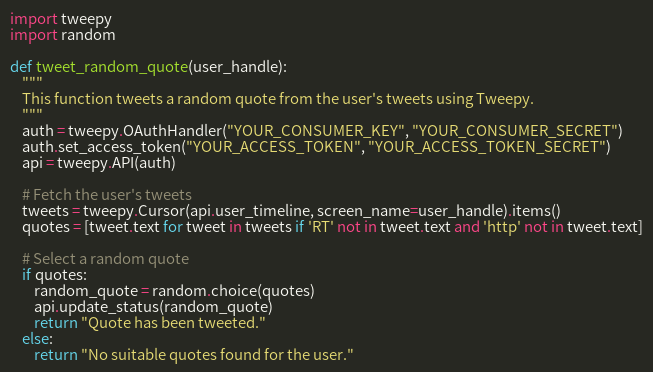 import tweepy
import random
def tweet_random_quote(user_handle):
"""
This function tweets a random quote from the user's tweets using Tweepy.
"""
auth = tweepy.OAuthHandler("YOUR_CONSUMER_KEY", "YOUR_CONSUMER_SECRET")
auth.set_access_token("YOUR_ACCESS_TOKEN", "YOUR_ACCESS_TOKEN_SECRET")
api = tweepy.API(auth)
# Fetch the user's tweets
tweets = tweepy.Cursor(api.user_timeline, screen_name=user_handle).items()
quotes = [tweet.text for tweet in tweets if 'RT' not in tweet.text and 'http' not in tweet.text]
# Select a random quote
if quotes:
random_quote = random.choice(quotes)
api.update_status(random_quote)
return "Quote has been tweeted."
else:
return "No suitable quotes found for the user."